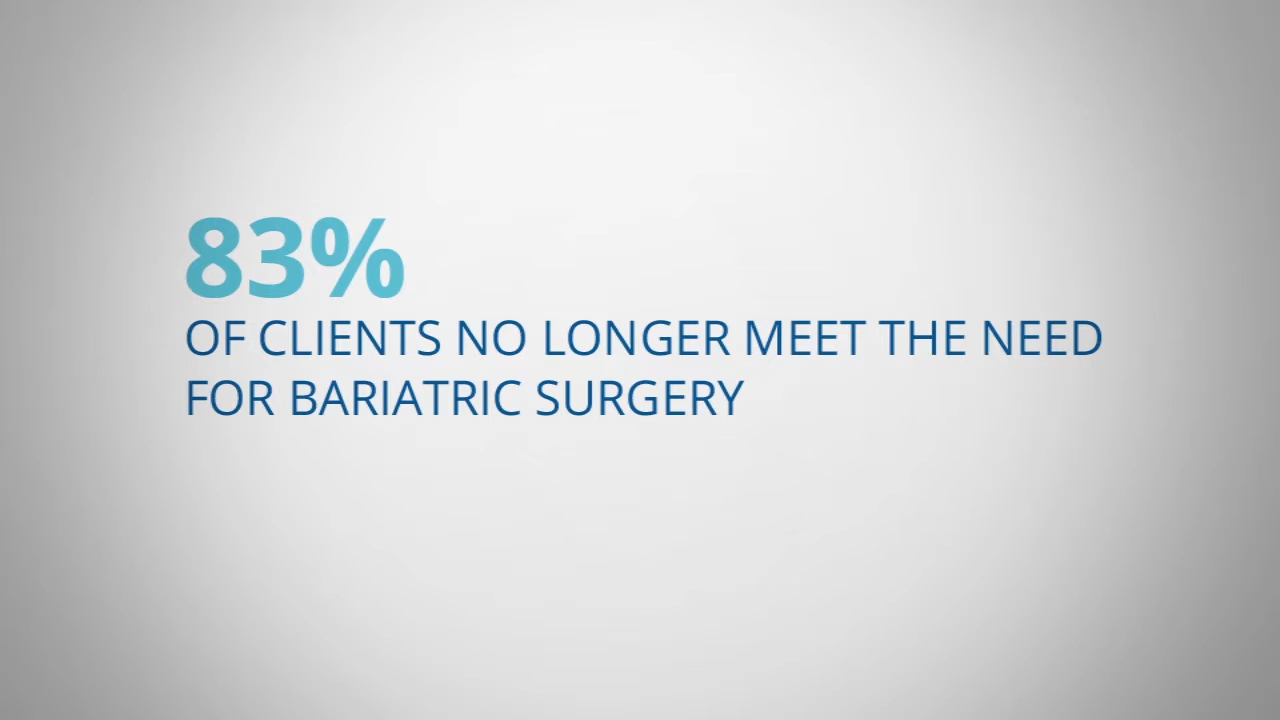 83%
OF CLIENTS NO LONGER MEET THE NEED
FOR BARIATRIC SURGERY